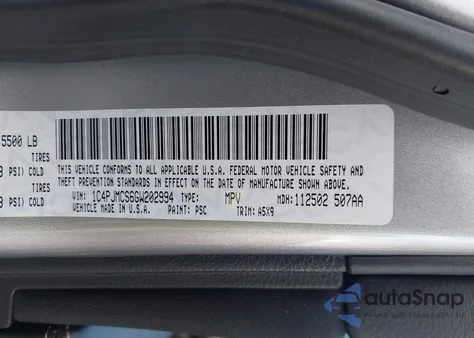 5500 LB
TIRES
PSI) COLD
TIRES
PSI) COLD
THIS VEHICLE CONFORMS TO ALL APPLICABLE U.S.A. FEDERAL MOTOR VEHICLE SAFETY AND
THEFT PREVENTION STANDARDS IN EFFECT ON THE DATE OF MANUFACTURE SHOWN ABOVE.
VIN: 1C4PJMCS6GW202994 TYPE: MPV MDH: 112502 507AA
VEHICLE MADE IN U.S.A. PAINT: PSC TRIM: A5X9
autoSnap